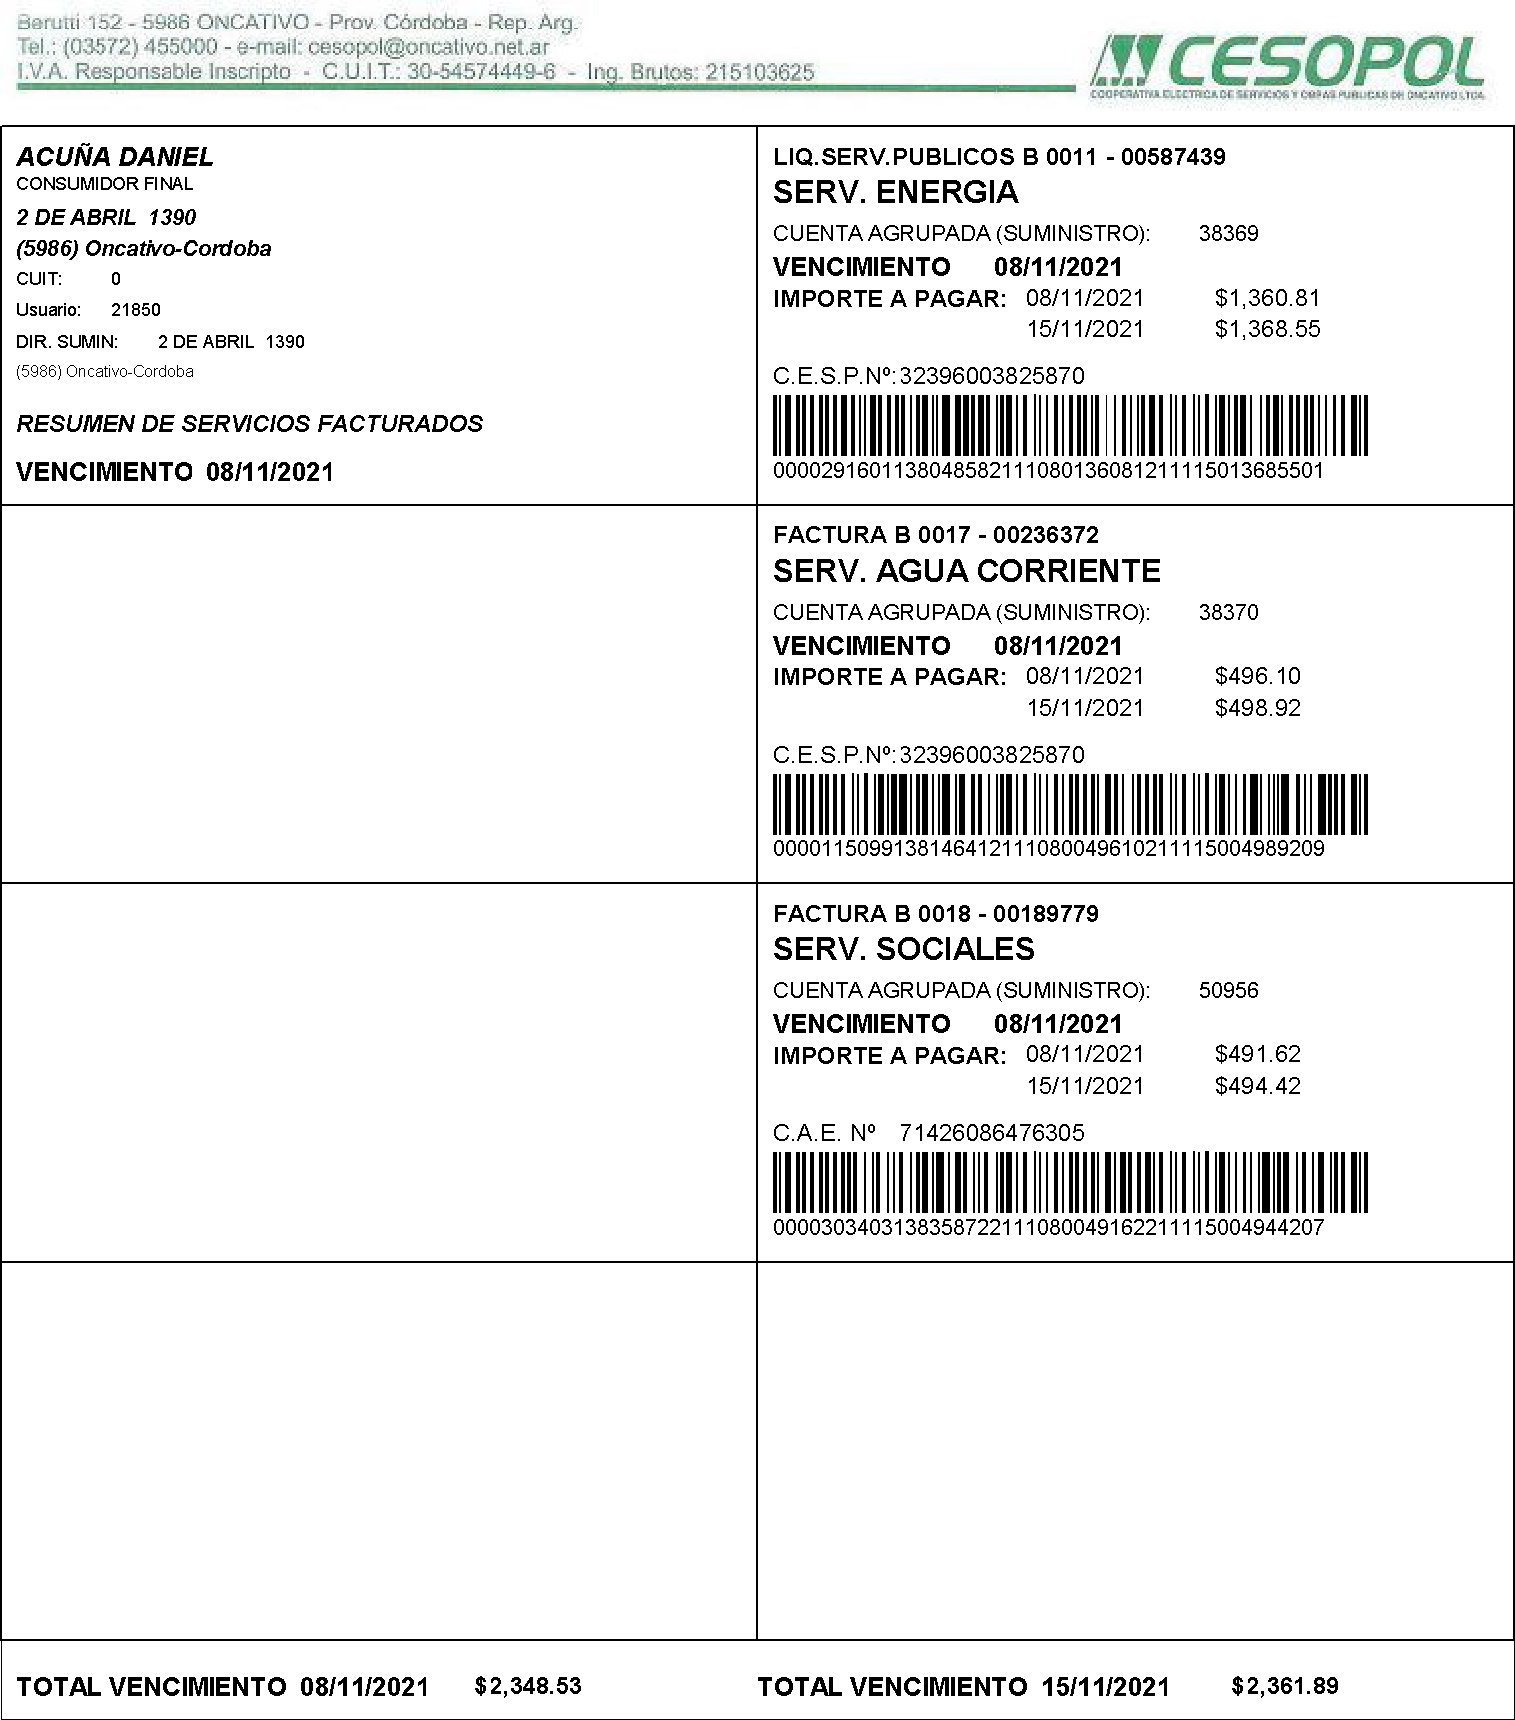 Berutti 152 - 5986 ONCATIVO - Prov. Córdoba - Rep. Arg.
Tel.: (03572) 455000 - e-mail: cesopol@oncativo.net.ar
I.V.A. Responsable Inscripto - C.U.I.T.: 30-54574449-6 - Ing. Brutos: 215103625
CESOPOL
COOPERATIVA ELECTRICA DE SERVICIOS Y OBRAS PUBLICAS DE ONCATIVO LTDA.
ACUÑA DANIEL
CONSUMIDOR FINAL
2 DE ABRIL 1390
(5986) Oncativo-Cordoba
CUIT: 0
Usuario: 21850
DIR. SUMIN: 2 DE ABRIL 1390
(5986) Oncativo-Cordoba
RESUMEN DE SERVICIOS FACTURADOS
VENCIMIENTO 08/11/2021
LIQ.SERV.PUBLICOS B 0011 - 00587439
SERV. ENERGIA
CUENTA AGRUPADA (SUMINISTRO): 38369
VENCIMIENTO 08/11/2021
IMPORTE A PAGAR: 08/11/2021 $1,360.81
15/11/2021 $1,368.55
C.E.S.P.Nº: 32396003825870
0000291601138048582111080136081211115013685501
FACTURA B 0017 - 00236372
SERV. AGUA CORRIENTE
CUENTA AGRUPADA (SUMINISTRO): 38370
VENCIMIENTO 08/11/2021
IMPORTE A PAGAR: 08/11/2021 $496.10
15/11/2021 $498.92
C.E.S.P.Nº: 32396003825870
0000115099138146412111080049610211115004989209
FACTURA B 0018 - 00189779
SERV. SOCIALES
CUENTA AGRUPADA (SUMINISTRO): 50956
VENCIMIENTO 08/11/2021
IMPORTE A PAGAR: 08/11/2021 $491.62
15/11/2021 $494.42
C.A.E. Nº 71426086476305
0000303403138358722111080049162211115004944207
TOTAL VENCIMIENTO 08/11/2021 $2,348.53
TOTAL VENCIMIENTO 15/11/2021 $2,361.89